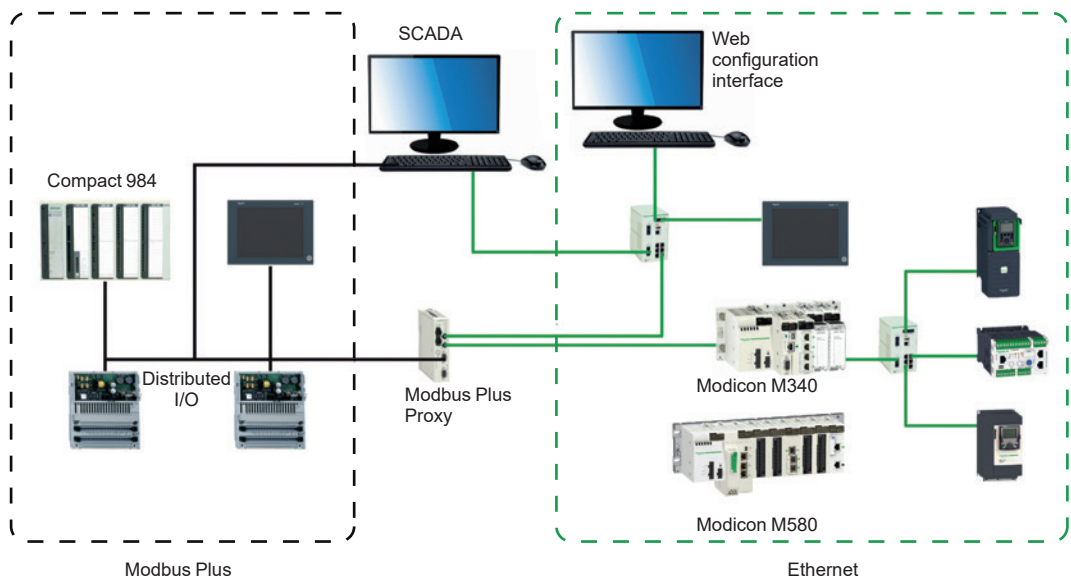 SCADA
Web
configuration
interface
Compact 984
Distributed
I/O
Modbus Plus
Proxy
Modicon M340
Modicon M580
Modbus Plus
Ethernet